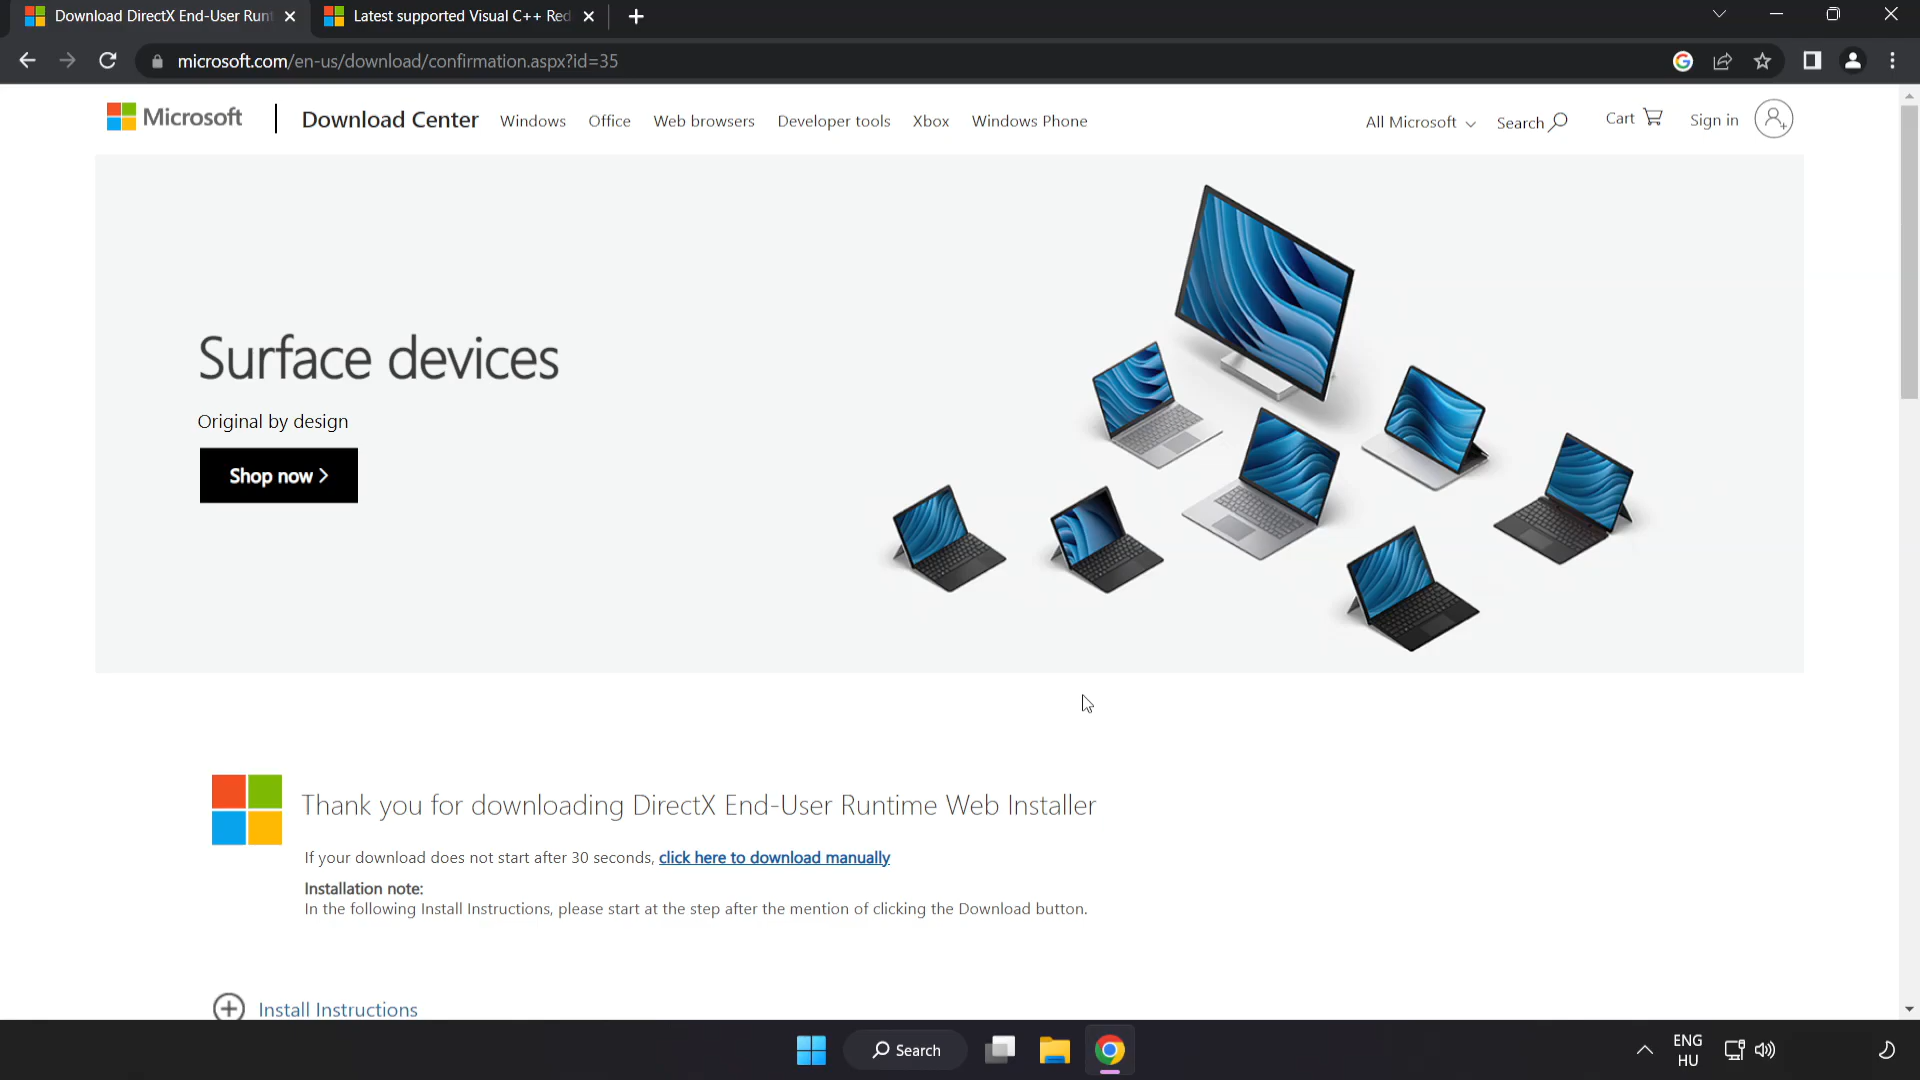 Download DirectX End-User Runt
Latest supported Visual C++ Red
microsoft.com/en-us/download/confirmation.aspx?id=35
Microsoft
Download Center
Windows
Office
Web browsers
Developer tools
Xbox
Windows Phone
All Microsoft
Search
Cart
Sign in
Surface devices
Original by design
Shop now
Thank you for downloading DirectX End-User Runtime Web Installer
If your download does not start after 30 seconds, click here to download manually
Installation note:
In the following Install Instructions, please start at the step after the mention of clicking the Download button.
Install Instructions
Search
ENG
HU